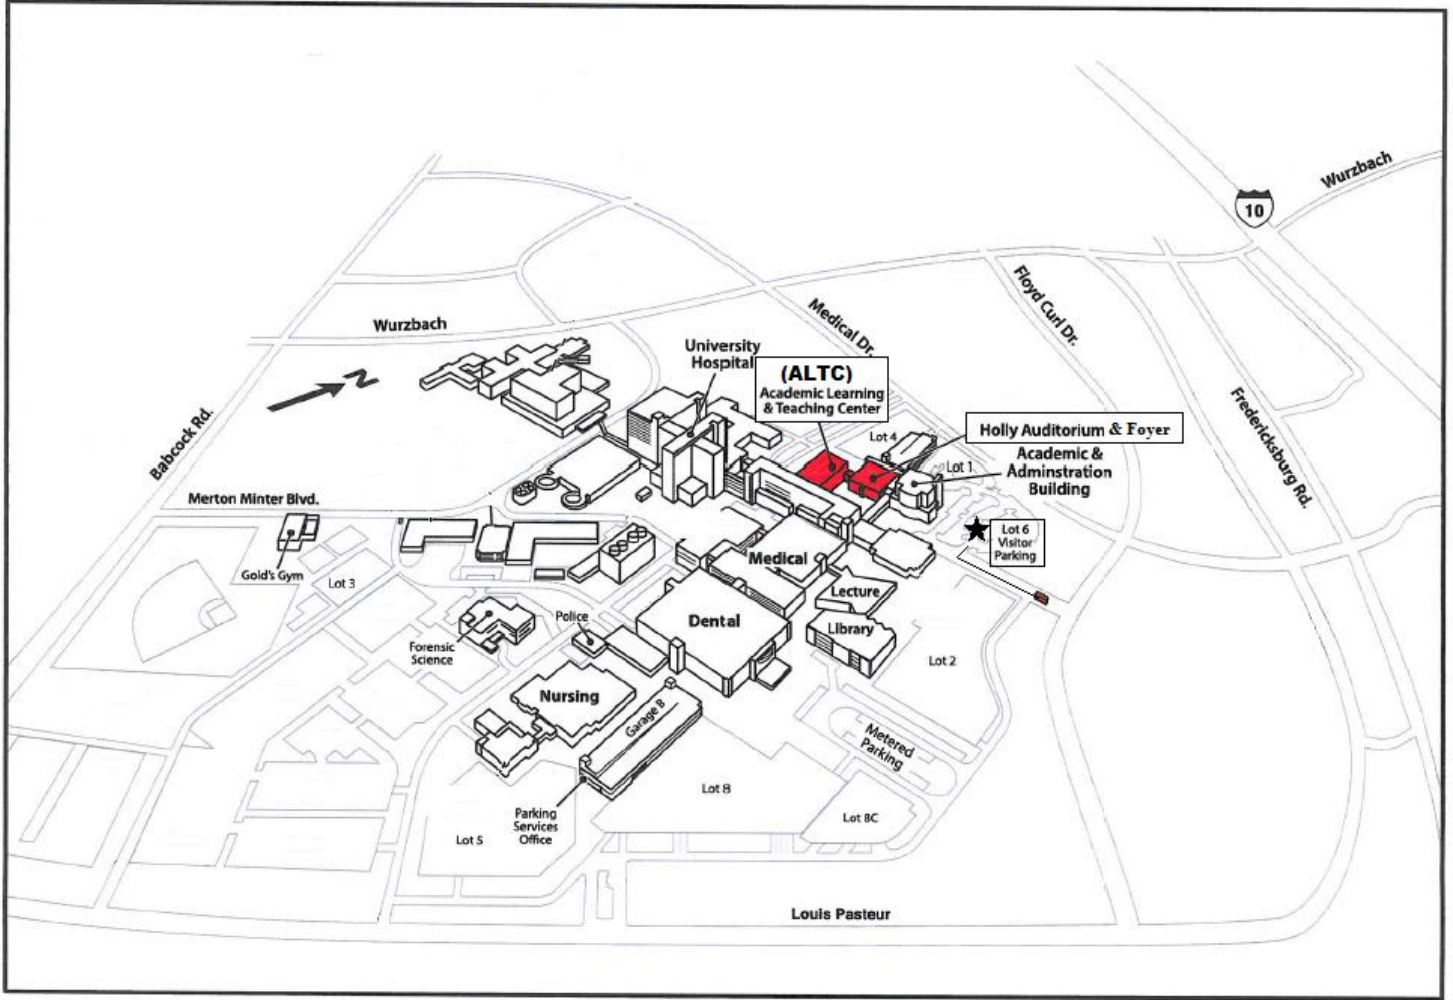 Wurzbach
10
Floyd Curl Dr.
Medical Dr.
Wurzbach
University
Hospital
(ALTC)
Academic Learning
& Teaching Center
N
Fredericksburg Rd.
Babcock Rd.
Lot 4
Holly Auditorium & Foyer
Academic &
Adminstration
Building
Lot 1
Merton Minter Blvd.
Lot 6
Visitor
Parking
Gold's Gym
Lot 3
Medical
Lecture
Police
Dental
Library
Forensic
Science
Lot 2
Nursing
Garage B
Metered
Parking
Lot 8
Lot 8C
Parking
Services
Office
Lot 5
Louis Pasteur